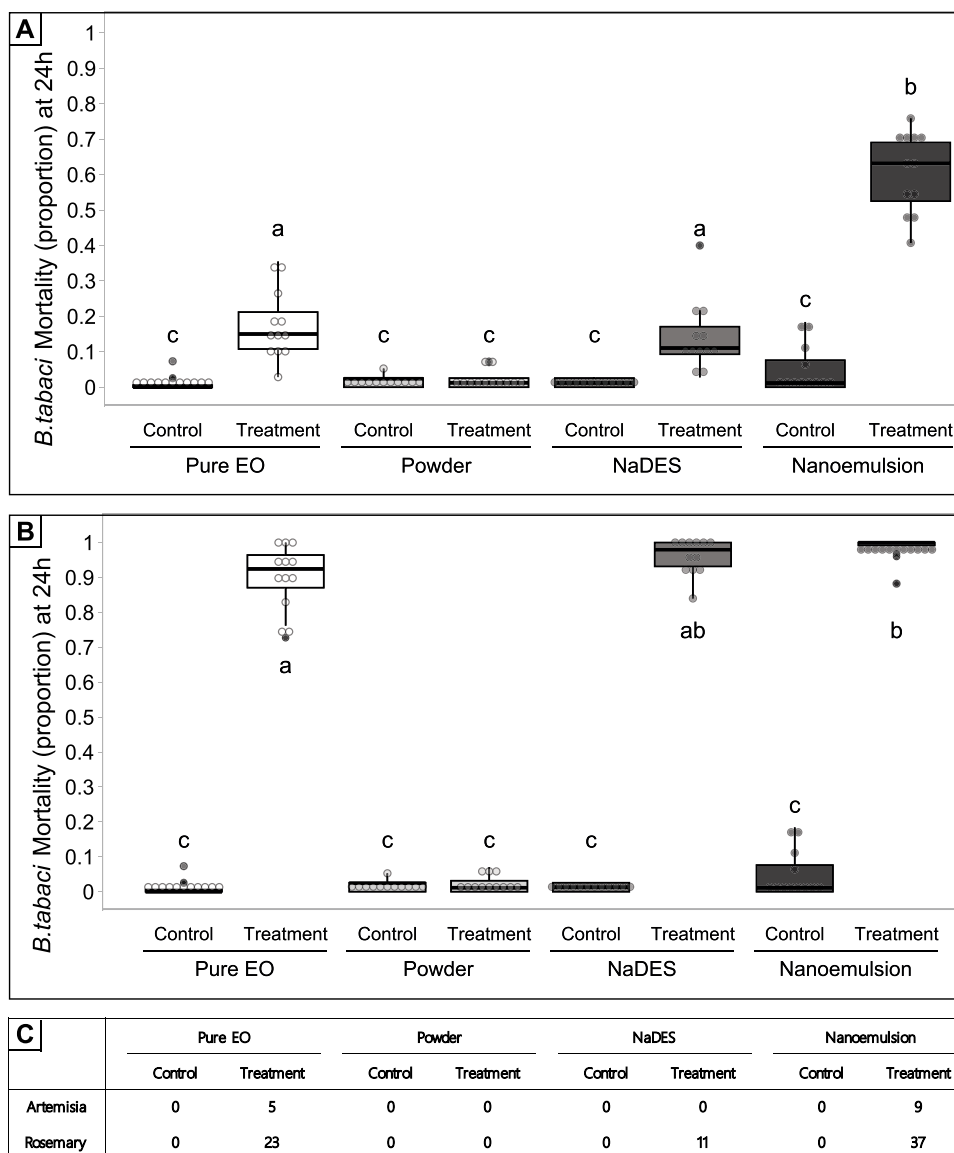 A
B.tabaci Mortality (proportion) at 24h
1
0.9
0.8
0.7
0.6
0.5
0.4
0.3
0.2
0.1
0
c a c c c a c b
Control Treatment Control Treatment Control Treatment Control Treatment
Pure EO Powder NaDES Nanoemulsion
B
B.tabaci Mortality (proportion) at 24h
1
0.9
0.8
0.7
0.6
0.5
0.4
0.3
0.2
0.1
0
c a c c c ab c b
Control Treatment Control Treatment Control Treatment Control Treatment
Pure EO Powder NaDES Nanoemulsion
C
Pure EO Powder NaDES Nanoemulsion
Control Treatment Control Treatment Control Treatment Control Treatment
Artemisia 0 5 0 0 0 0 0 9
Rosemary 0 23 0 0 0 11 0 37